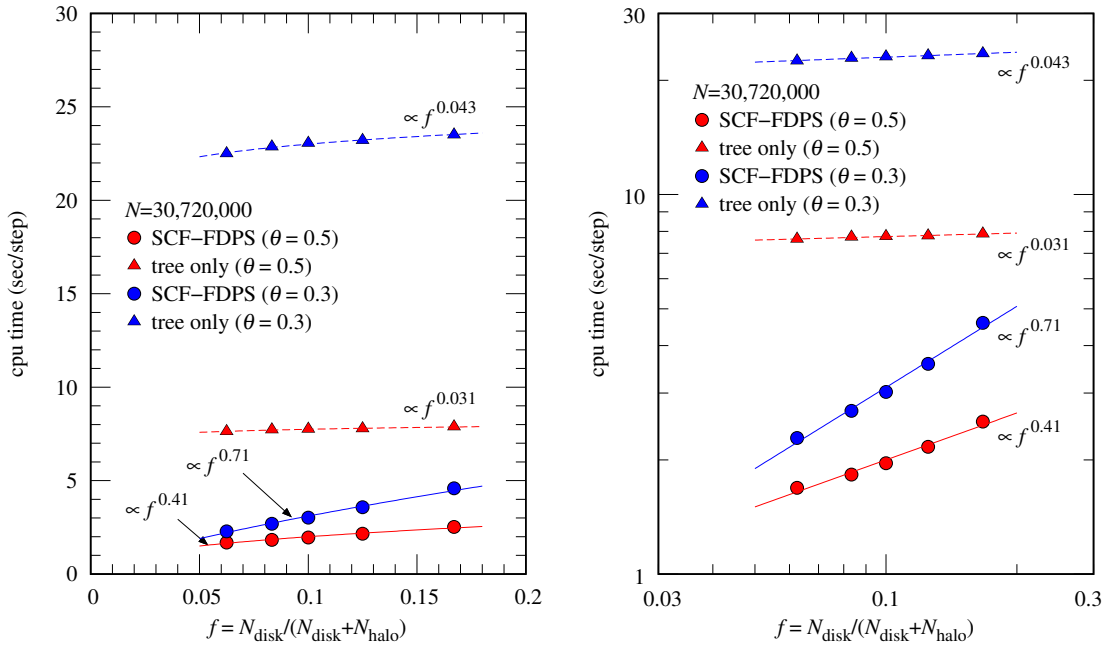 30
25
20
15
10
5
0
cpu time (sec/step)
∝ f^0.043
N=30,720,000
SCF−FDPS (θ = 0.5)
tree only (θ = 0.5)
SCF−FDPS (θ = 0.3)
tree only (θ = 0.3)
∝ f^0.031
∝ f^0.71
∝ f^0.41
0 0.05 0.1 0.15 0.2
f = N_disk/(N_disk+N_halo)
30
10
1
cpu time (sec/step)
∝ f^0.043
N=30,720,000
SCF−FDPS (θ = 0.5)
tree only (θ = 0.5)
SCF−FDPS (θ = 0.3)
tree only (θ = 0.3)
∝ f^0.031
∝ f^0.71
∝ f^0.41
0.03 0.1 0.3
f = N_disk/(N_disk+N_halo)